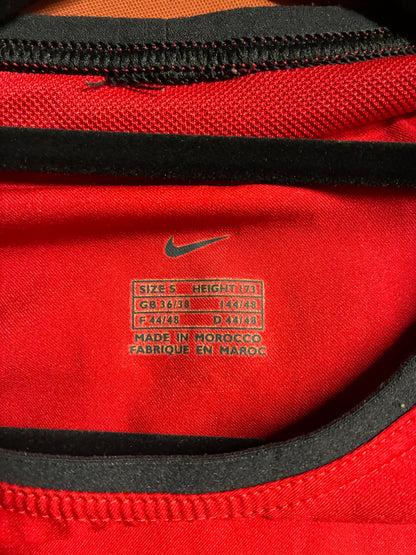 SIZE S HEIGHT 173
GB 36/38 I 44/48
F 44/48 D 44/48
MADE IN MOROCCO
FABRIQUE EN MAROC